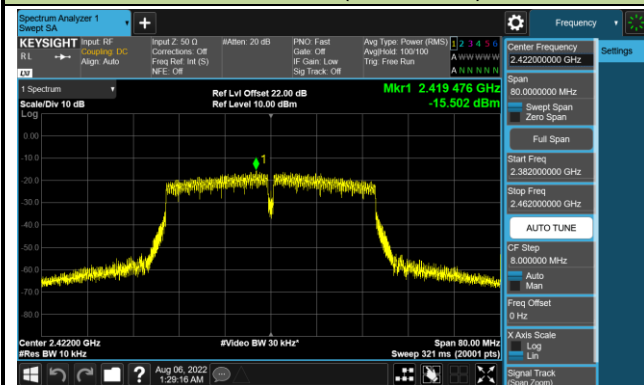 Spectrum Analyzer 1
Swept SA
Frequency
KEYSIGHT
R L
LXI
Input: RF
Coupling: DC
Align: Auto
Input Z: 50 Ω
Corrections: Off
Freq Ref: Int (S)
NFE: Off
#Atten: 20 dB
PNO: Fast
Gate: Off
IF Gain: Low
Sig Track: Off
Avg Type: Power (RMS)
Avg|Hold: 100/100
Trig: Free Run
1 2 3 4 5 6
A W W W W W
A N N N N N
1 Spectrum
Scale/Div 10 dB
Ref Lvl Offset 22.00 dB
Ref Level 10.00 dBm
Mkr1 2.419 476 GHz
-15.502 dBm
Log
0.00
-10.0
1
-20.0
-30.0
-40.0
-50.0
-60.0
-70.0
-80.0
Center 2.42200 GHz
#Res BW 10 kHz
#Video BW 30 kHz*
Span 80.00 MHz
Sweep 321 ms (20001 pts)
Aug 06, 2022
1:29:16 AM
Center Frequency
2.422000000 GHz
Settings
Span
80.0000000 MHz
Swept Span
Zero Span
Full Span
Start Freq
2.382000000 GHz
Stop Freq
2.462000000 GHz
AUTO TUNE
CF Step
8.000000 MHz
Auto
Man
Freq Offset
0 Hz
X Axis Scale
Log
Lin
Signal Track
(Span Zoom)